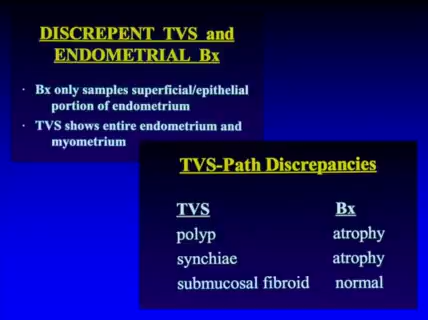 DISCREPENT TVS and
ENDOMETRIAL Bx
· Bx only samples superficial/epithelial
portion of endometrium
· TVS shows entire endometrium and
myometrium
TVS-Path Discrepancies
TVS Bx
polyp atrophy
synchiae atrophy
submucosal fibroid normal